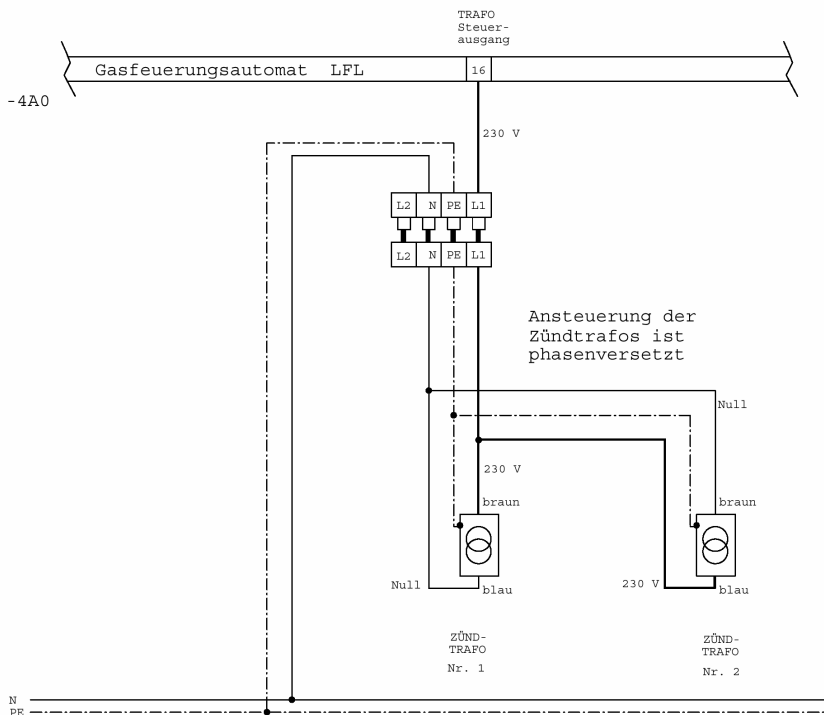 TRAFO
Steuer-
ausgang
Gasfeuerungsautomat LFL
16
-4A0
230 V
L2 N PE L1
L2 N PE L1
Ansteuerung der
Zündtrafos ist
phasenversetzt
Null
230 V
braun
braun
Null
blau
230 V
blau
ZÜND-
TRAFO
Nr. 1
ZÜND-
TRAFO
Nr. 2
N
PE